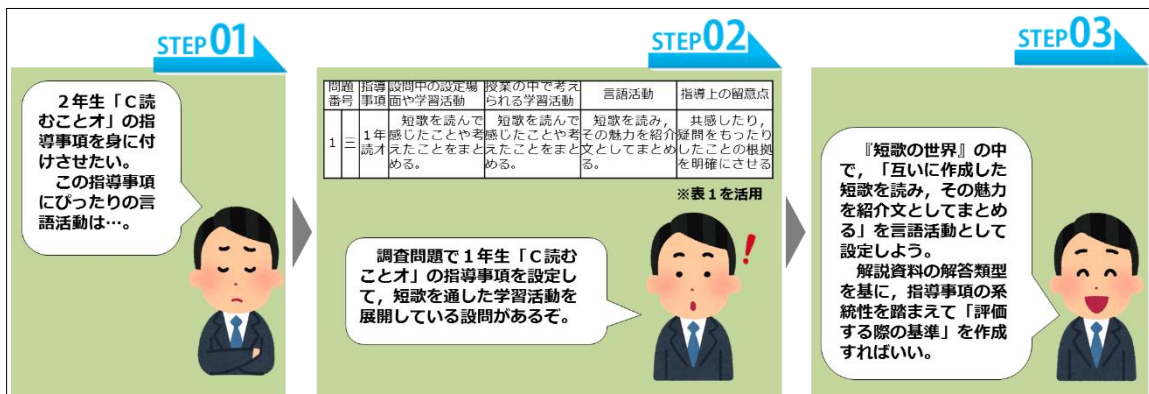 STEP 01
2年生「C読
むことオ」の指
導事項を身に付
けさせたい。
この指導事項
にぴったりの言
語活動は…。
STEP 02
問題
番号
指導
事項
設問中の設定場
面や学習活動
授業の中で考え
られる学習活動
言語活動
指導上の留意点
1
三
1年
読オ
短歌を読んで
感じたことや考
えたことをまと
める。
短歌を読んで
感じたことや考
えたことをまと
める。
短歌を読み,
その魅力を紹介
文としてまとめ
る。
共感したり,
疑問をもったり
したことの根拠
を明確にさせる
※表1を活用
調査問題で1年生「C読む
ことオ」の指導事項を設定し
て,短歌を通した学習活動を
展開している設問があるぞ。
STEP 03
『短歌の世界』の中
で,「互いに作成した
短歌を読み,その魅力
を紹介文としてまとめ
る」を言語活動として
設定しよう。
解説資料の解答類型
を基に,指導事項の系
統性を踏まえて「評価
する際の基準」を作成
すればいい。